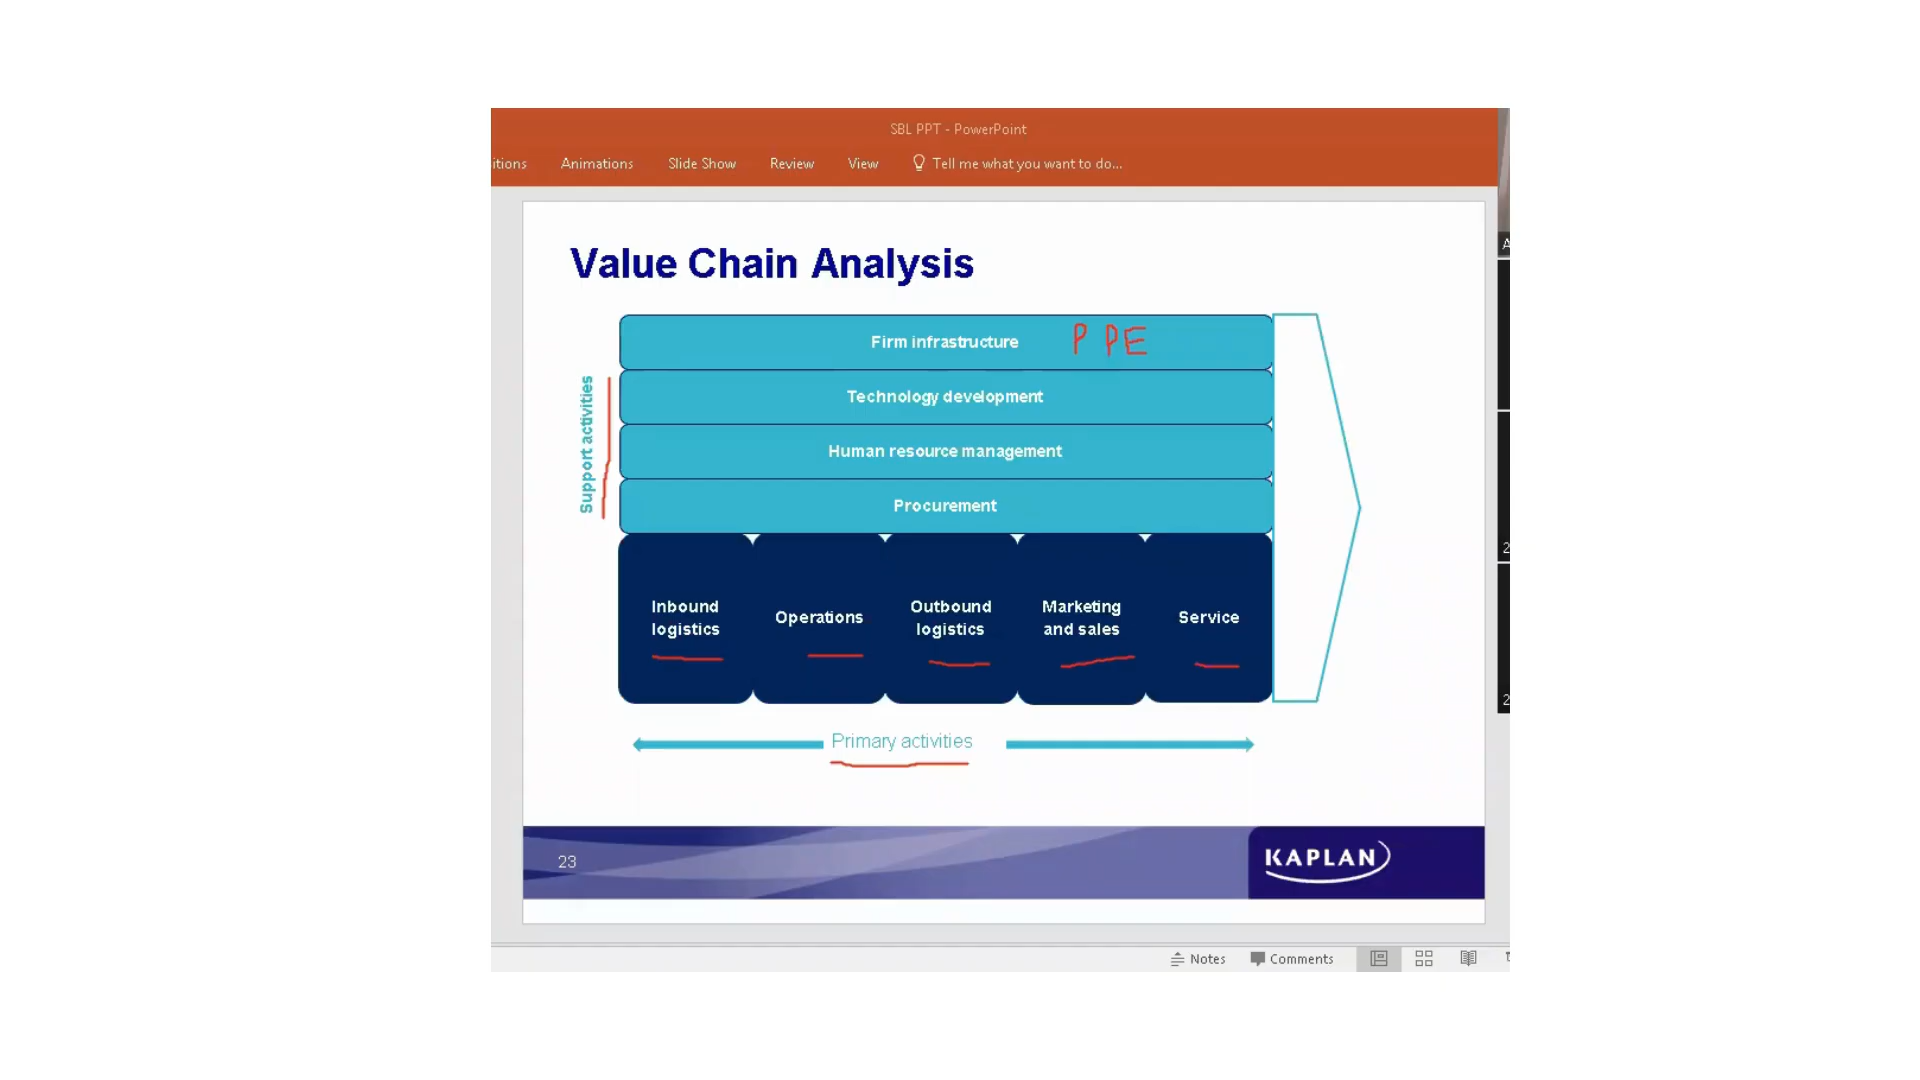 SBL PPT - PowerPoint
itions Animations Slide Show Review View Tell me what you want to do...
Value Chain Analysis
Firm infrastructure P PE
Technology development
Human resource management
Procurement
Support activities
Inbound
logistics
Operations
Outbound
logistics
Marketing
and sales
Service
Primary activities
23
KAPLAN
A
2
2
Notes Comments